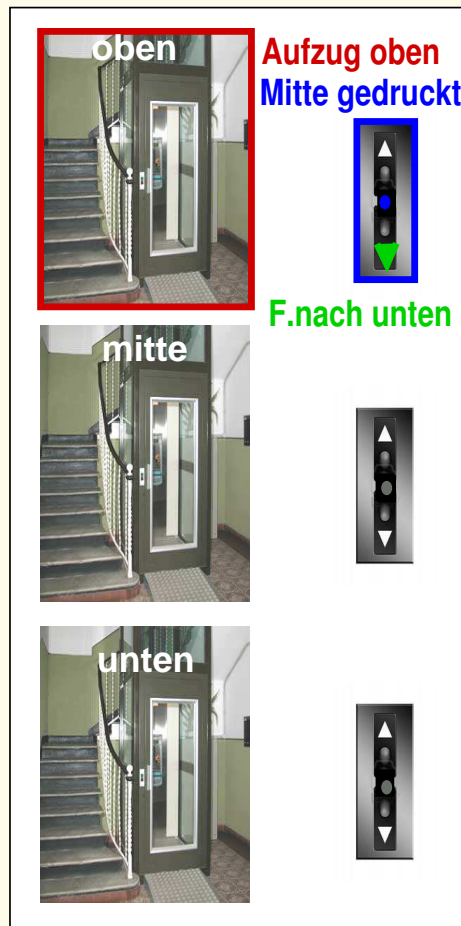 oben
Aufzug oben
Mitte gedruckt
F.nach unten
mitte
unten